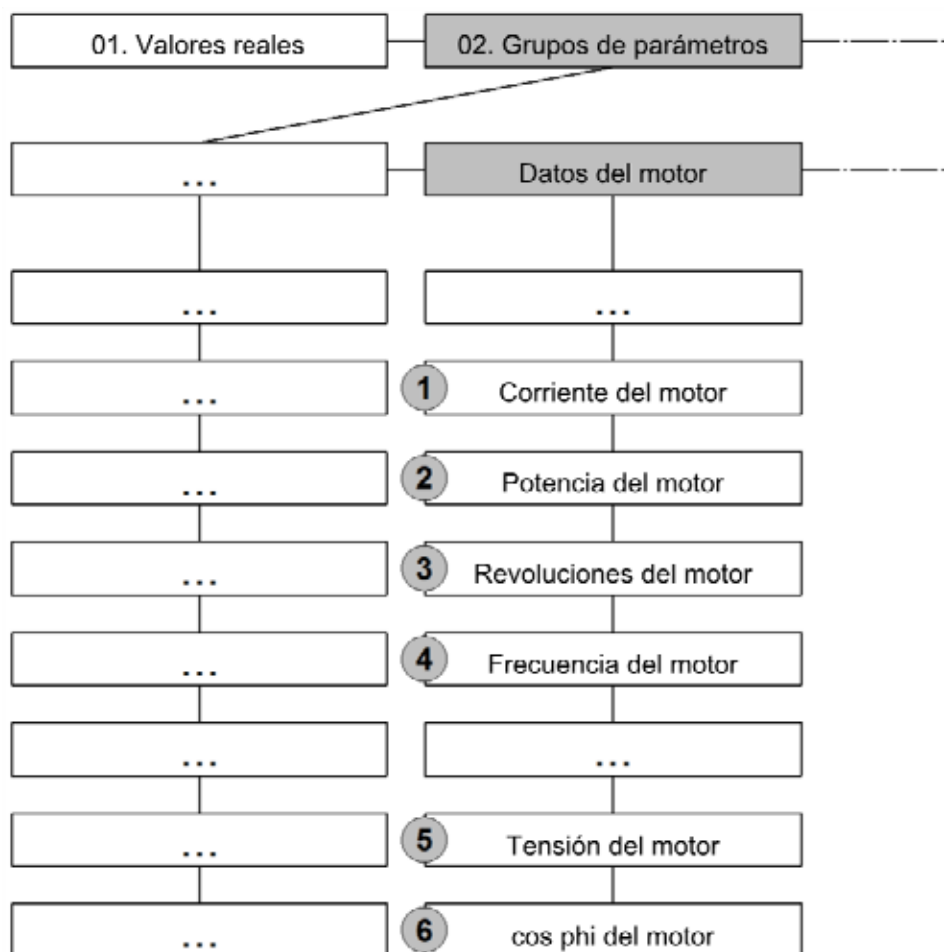 01. Valores reales
02. Grupos de parámetros
...
Datos del motor
...
...
...
1
Corriente del motor
...
2
Potencia del motor
...
3
Revoluciones del motor
...
4
Frecuencia del motor
...
...
...
5
Tensión del motor
...
6
cos phi del motor